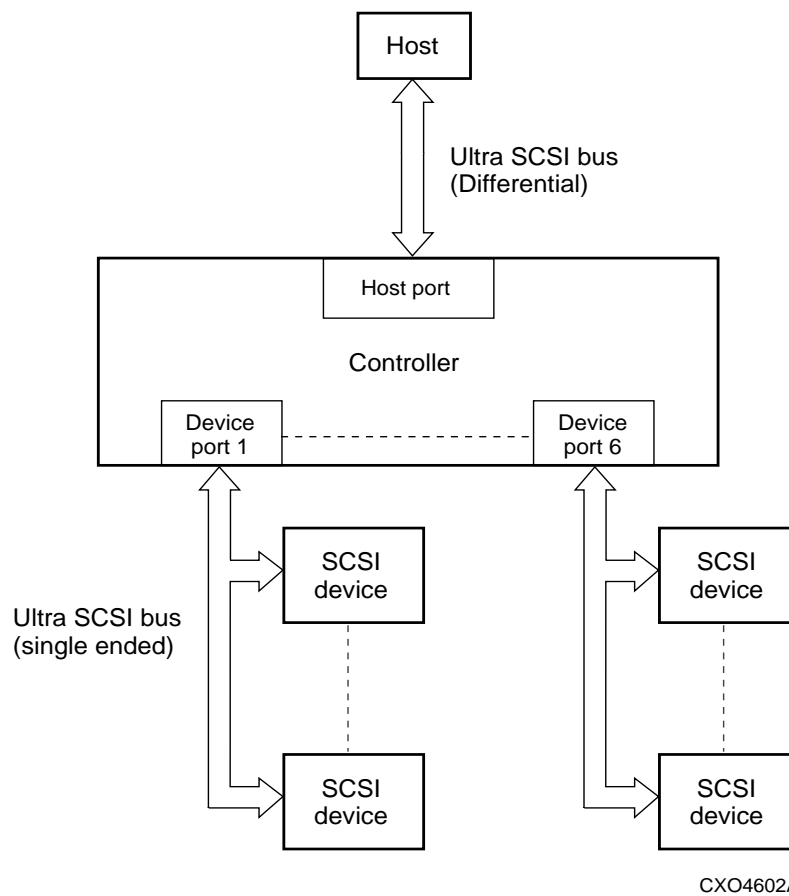 Host
Ultra SCSI bus
(Differential)
Host port
Controller
Device
port 1
Device
port 6
SCSI
device
SCSI
device
Ultra SCSI bus
(single ended)
SCSI
device
SCSI
device
CXO4602A